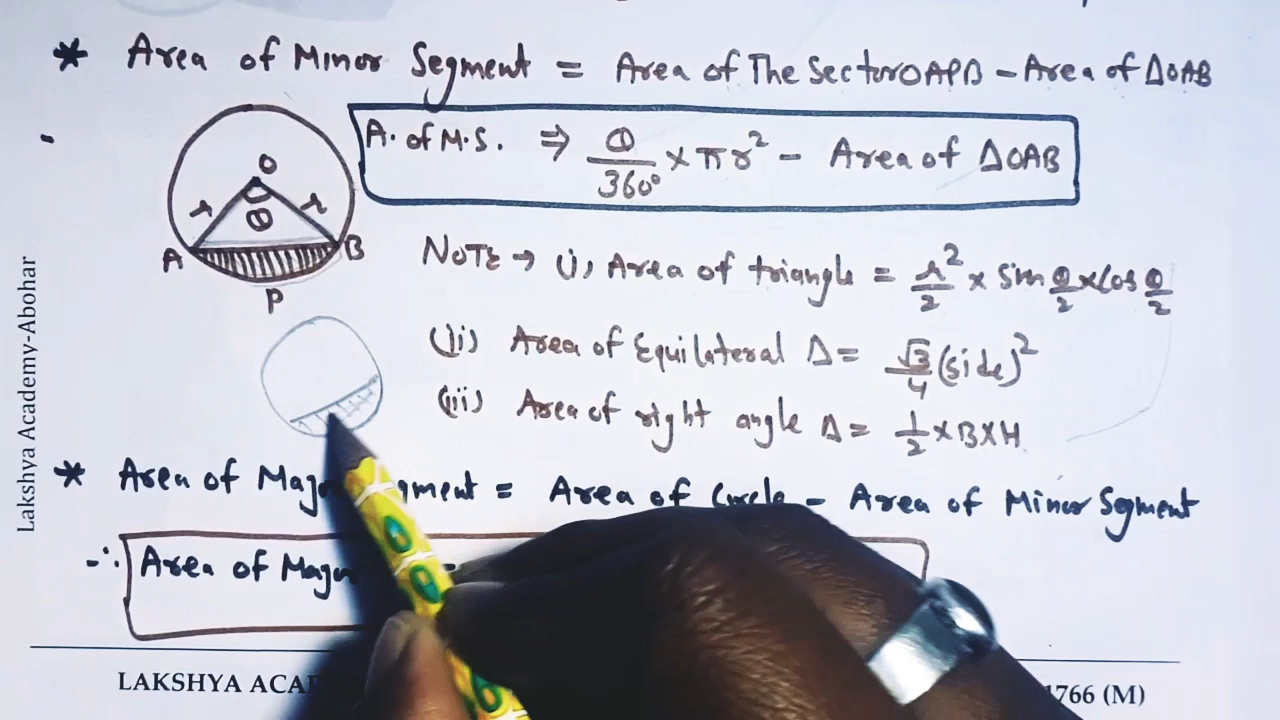 * Area of Minor Segment = Area of The Sector OAPB - Area of ΔOAB
A. of M.S. ⇒ θ/360° × πr² - Area of ΔOAB
O
r θ r
A B
P
NOTE → (i) Area of triangle = r²/2 × Sin θ/2 × Cos θ/2
(ii) Area of Equilateral Δ = √3/4 (side)²
(iii) Area of right angle Δ = 1/2 × B × H
* Area of Major Segment = Area of Circle - Area of Minor Segment
∴ Area of Major
LAKSHYA
1766 (M)
Lakshya Academy-Abohar